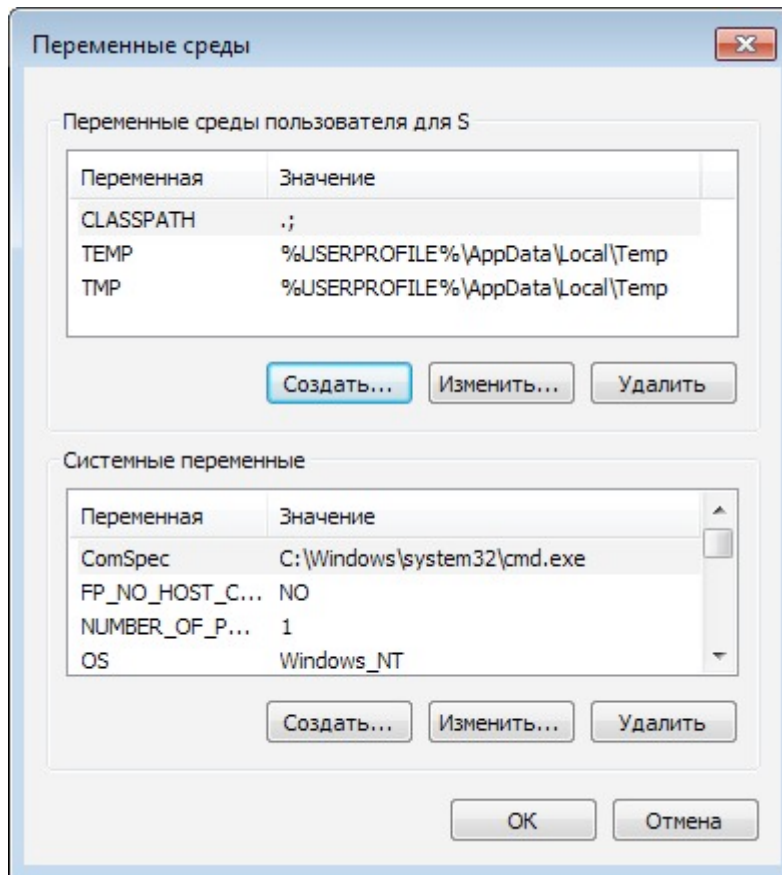 Переменные среды
Переменные среды пользователя для S
Переменная Значение
CLASSPATH .;
TEMP %USERPROFILE%\AppData\Local\Temp
TMP %USERPROFILE%\AppData\Local\Temp
Создать... Изменить... Удалить
Системные переменные
Переменная Значение
ComSpec C:\Windows\system32\cmd.exe
FP_NO_HOST_C... NO
NUMBER_OF_P... 1
OS Windows_NT
Создать... Изменить... Удалить
ОК Отмена